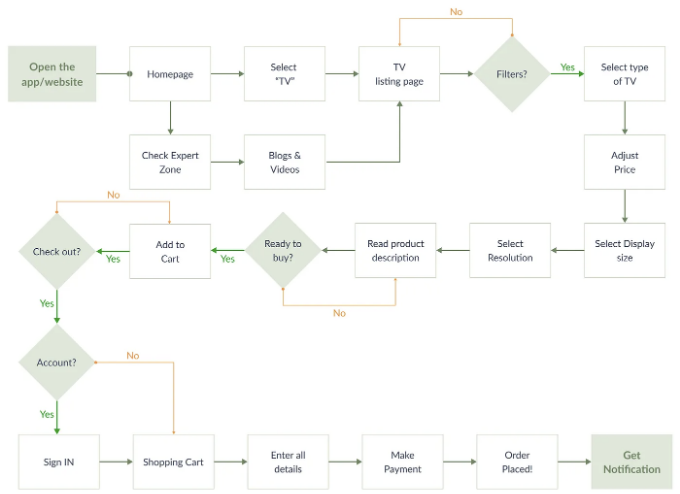 No
Open the
app/website
Homepage
Select
"TV"
TV
listing page
Filters?
Yes
Select type
of TV
Check Expert
Zone
Blogs &
Videos
Adjust
Price
No
Check out?
Yes
Add to
Cart
Yes
Ready to
buy?
Read product
description
Select
Resolution
Select Display
size
No
Yes
Account?
No
Yes
Sign IN
Shopping Cart
Enter all
details
Make
Payment
Order
Placed!
Get
Notification